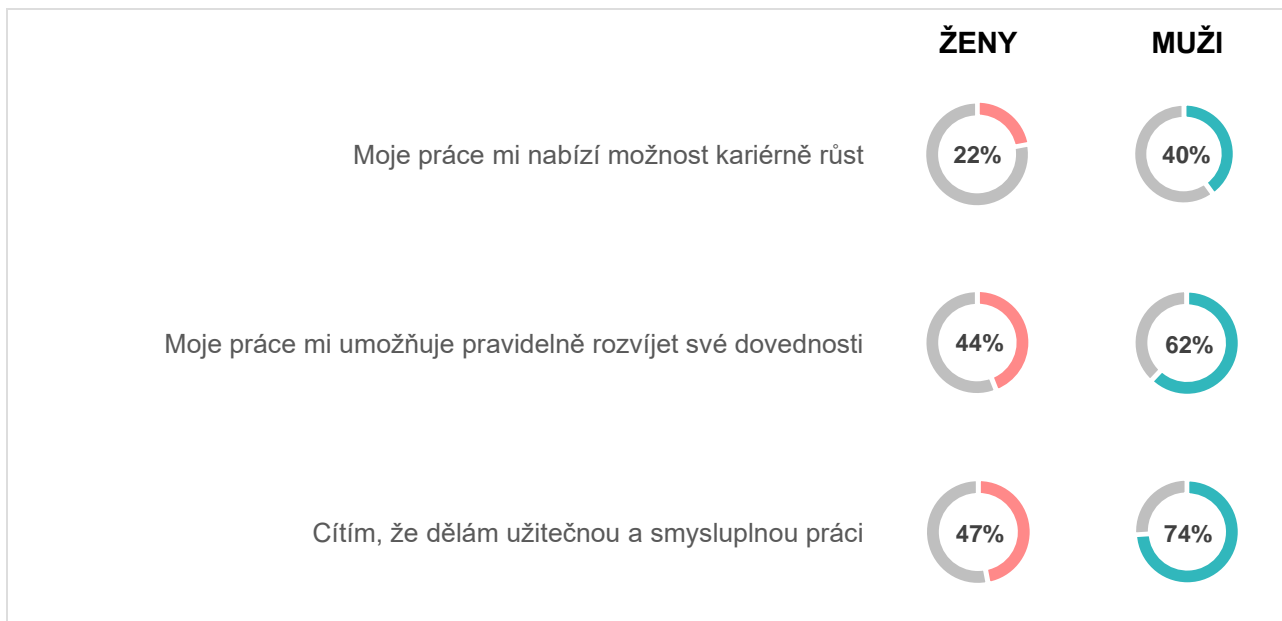 ŽENY MUŽI
Moje práce mi nabízí možnost kariérně růst 22% 40%
Moje práce mi umožňuje pravidelně rozvíjet své dovednosti 44% 62%
Cítím, že dělám užitečnou a smysluplnou práci 47% 74%